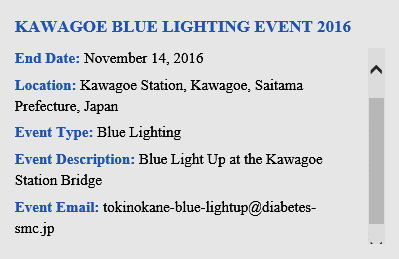 KAWAGOE BLUE LIGHTING EVENT 2016
End Date: November 14, 2016
Location: Kawagoe Station, Kawagoe, Saitama
Prefecture, Japan
Event Type: Blue Lighting
Event Description: Blue Light Up at the Kawagoe
Station Bridge
Event Email: tokinokane-blue-lightup@diabetes-
smc.jp